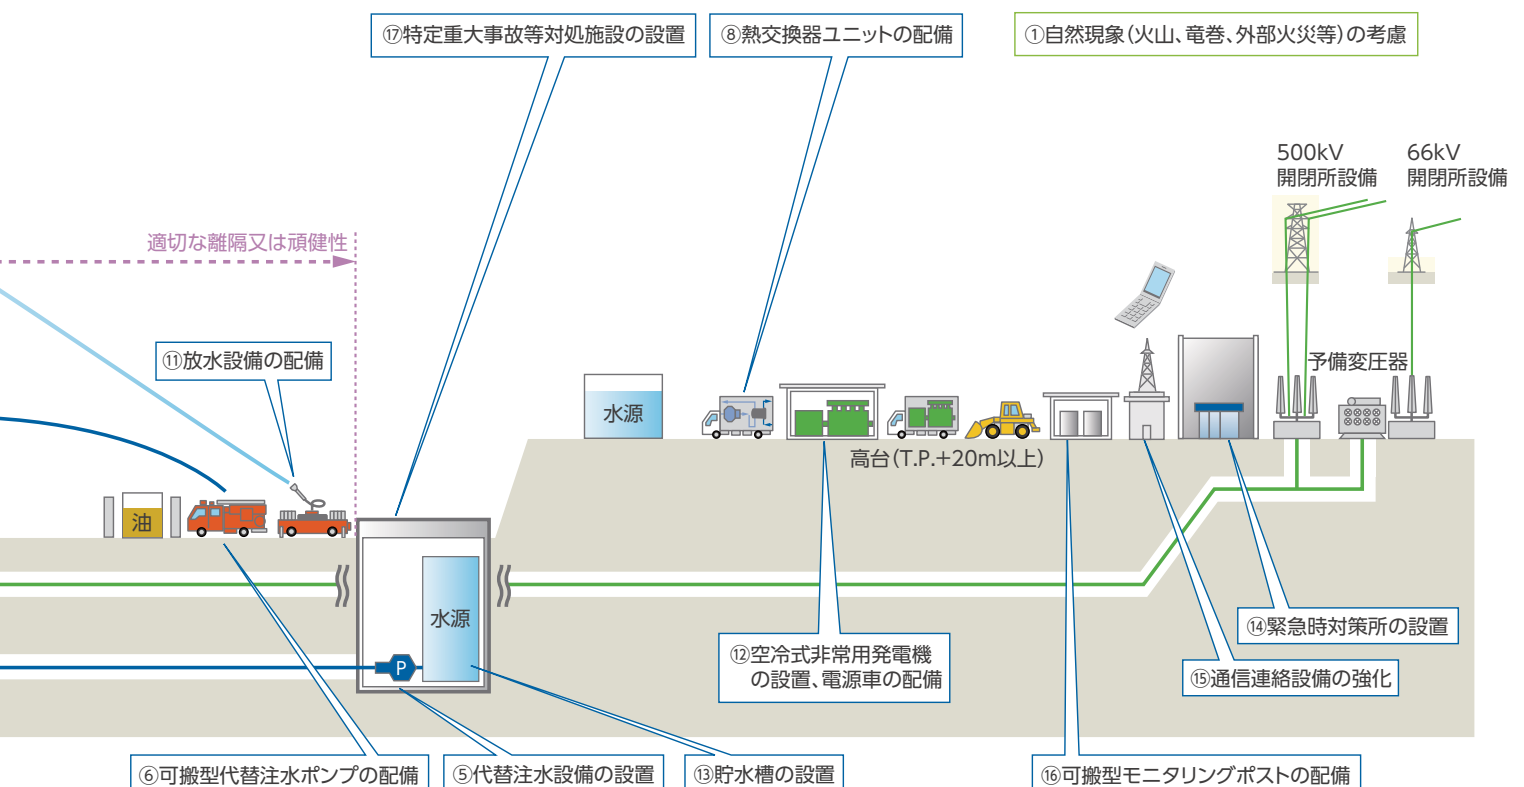 ⑰特定重大事故等対処施設の設置
⑧熱交換器ユニットの配備
①自然現象(火山、竜巻、外部火災等)の考慮
500kV
開閉所設備
66kV
開閉所設備
適切な離隔又は頑健性
⑪放水設備の配備
予備変圧器
水源
高台(T.P.+20m以上)
油
水源
P
⑫空冷式非常用発電機
の設置、電源車の配備
⑭緊急時対策所の設置
⑮通信連絡設備の強化
⑥可搬型代替注水ポンプの配備
⑤代替注水設備の設置
⑬貯水槽の設置
⑯可搬型モニタリングポストの配備